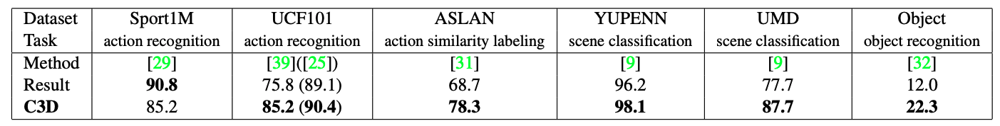 Dataset Sport1M UCF101 ASLAN YUPENN UMD Object
Task action recognition action recognition action similarity labeling scene classification scene classification object recognition
Method [29] [39]([25]) [31] [9] [9] [32]
Result 90.8 75.8 (89.1) 68.7 96.2 77.7 12.0
C3D 85.2 85.2 (90.4) 78.3 98.1 87.7 22.3